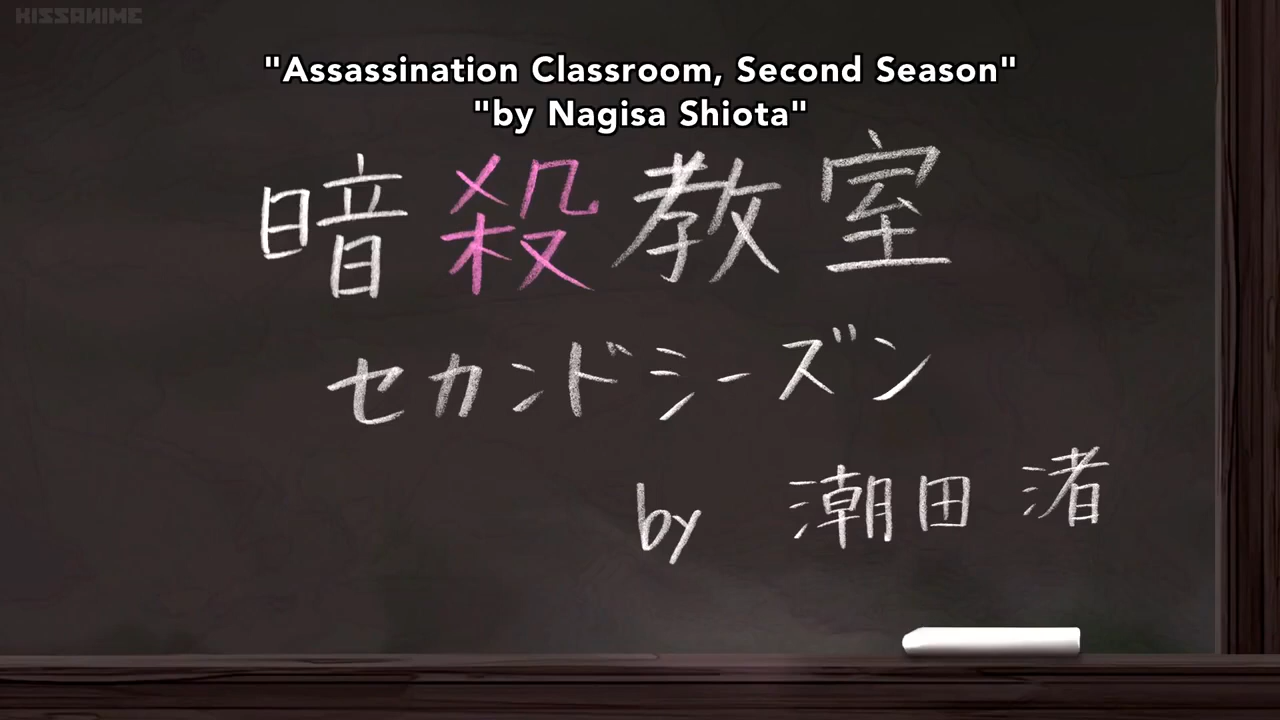 KISSANIME
"Assassination Classroom, Second Season"
"by Nagisa Shiota"
暗殺教室
セカンドシーズン
by 潮田 渚